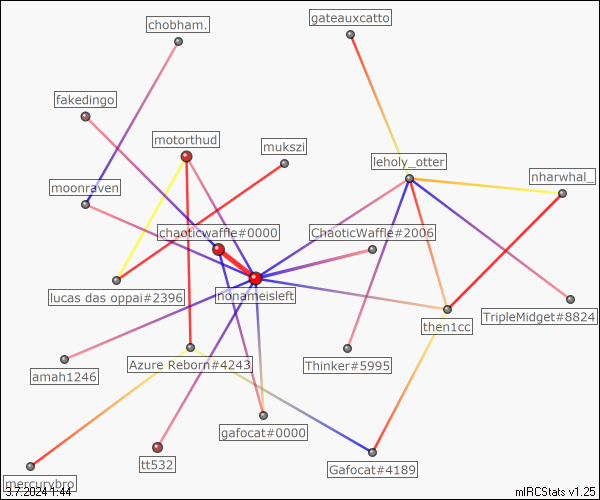 chobham.
gateauxcatto
fakedingo
motorthud
mukszi
leholy_otter
nharwhal_
moonraven
chaoticwaffle#0000
ChaoticWaffle#2006
lucas das oppai#2396
nonameisleft
TripleMidget#8824
then1cc
Azure Reborn#4243
Thinker#5995
amah1246
gafocat#0000
tt532
Gafocat#4189
mercurybro
3.7.2024 1:44
mIRCStats v1.25